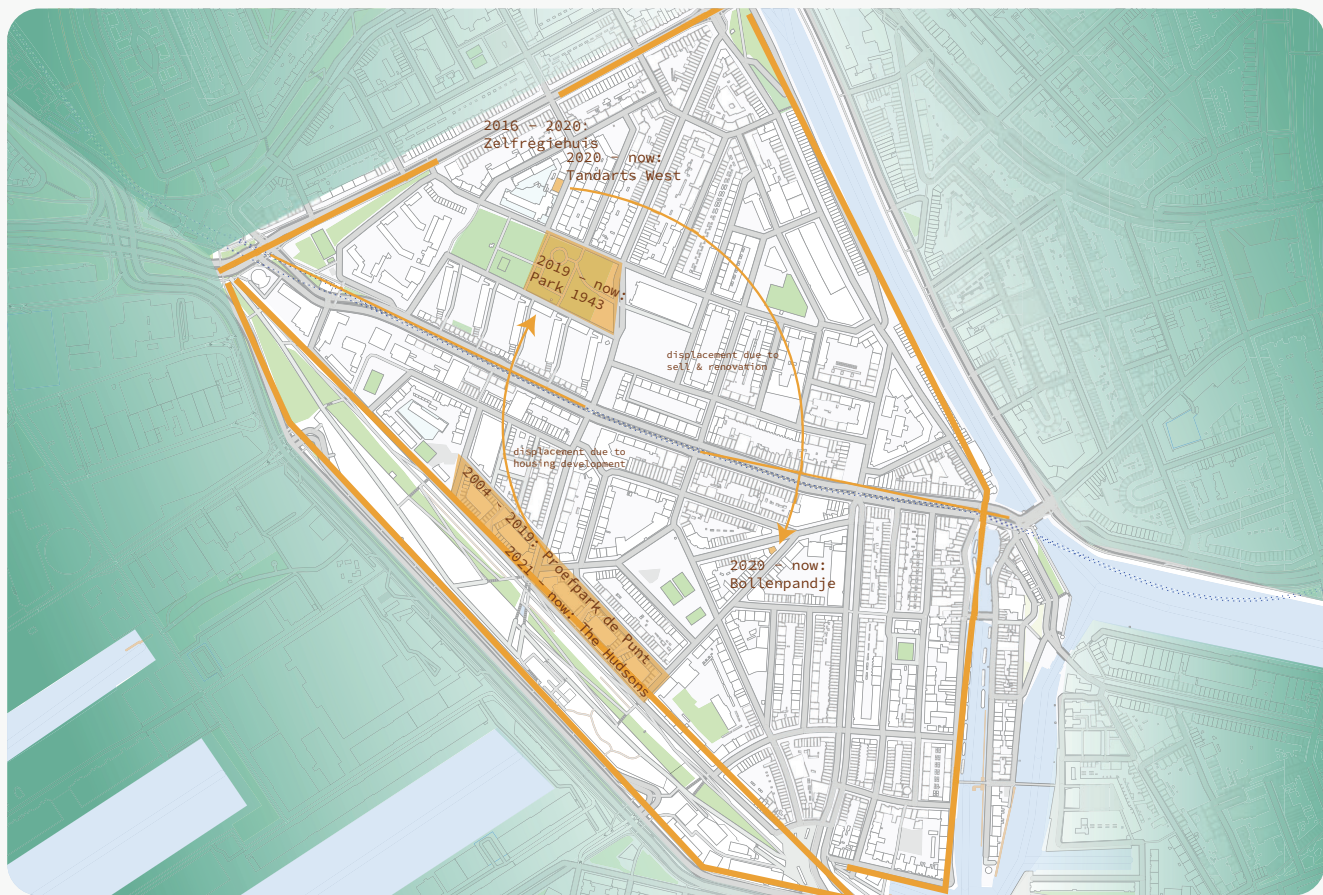 2016 – 2020:
Zelfregiehuis
2020 – now:
Tandarts West
2019 – now:
Park 1943
displacement due to
sell & renovation
displacement due to
housing development
2004 – 2019: Proefpark de Punt
2021 – now: The Hudsons
2020 – now:
Bollenpandje